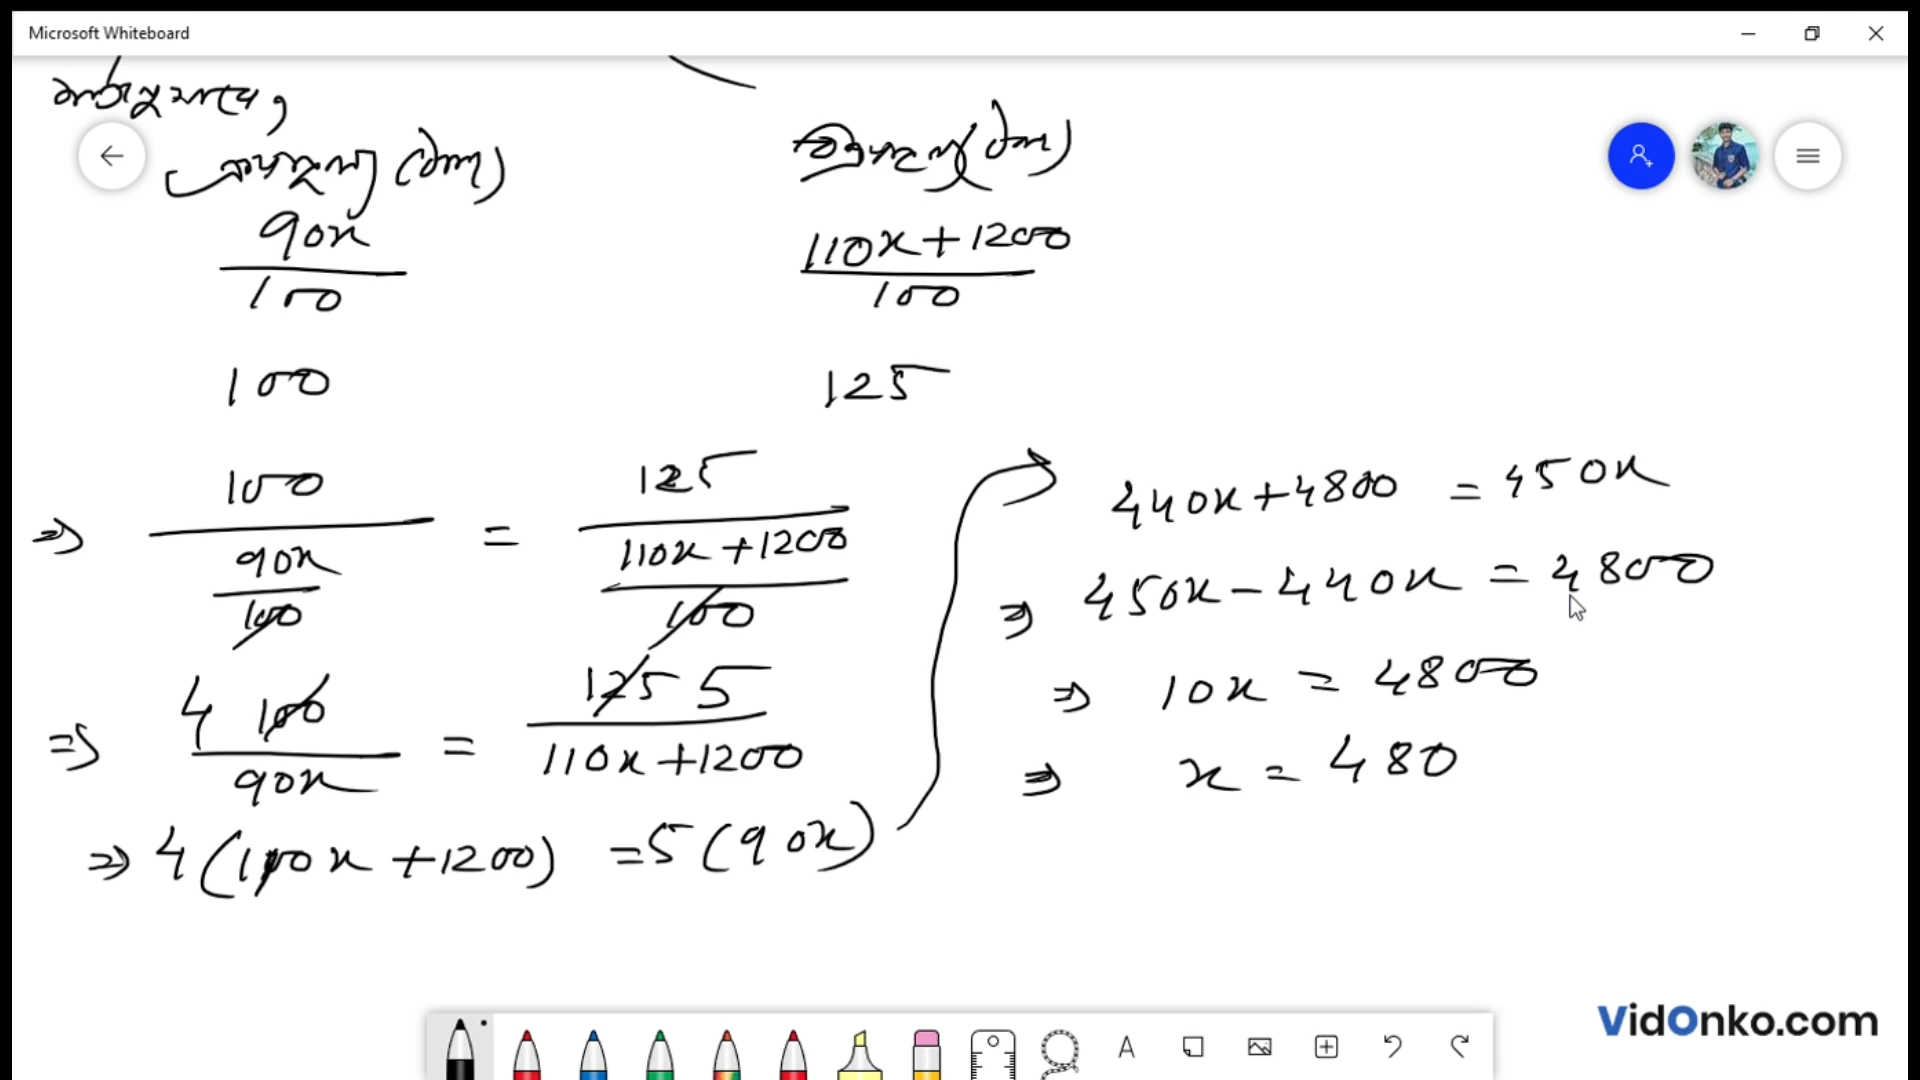 Microsoft Whiteboard
ক্রয়মূল্য (টাকা)
বিক্রয়মূল্য (টাকা)
90x
100
110x+1200
100
100
125
⇒ 100 / (90x / 100) = 125 / ((110x+1200) / 100)
⇒ 4 100 / 90x = 125 5 / (110x+1200)
⇒ 4(110x+1200) = 5(90x)
440x+4800 = 450x
⇒ 450x-440x = 4800
⇒ 10x = 4800
⇒ x = 480
VidOnko.com